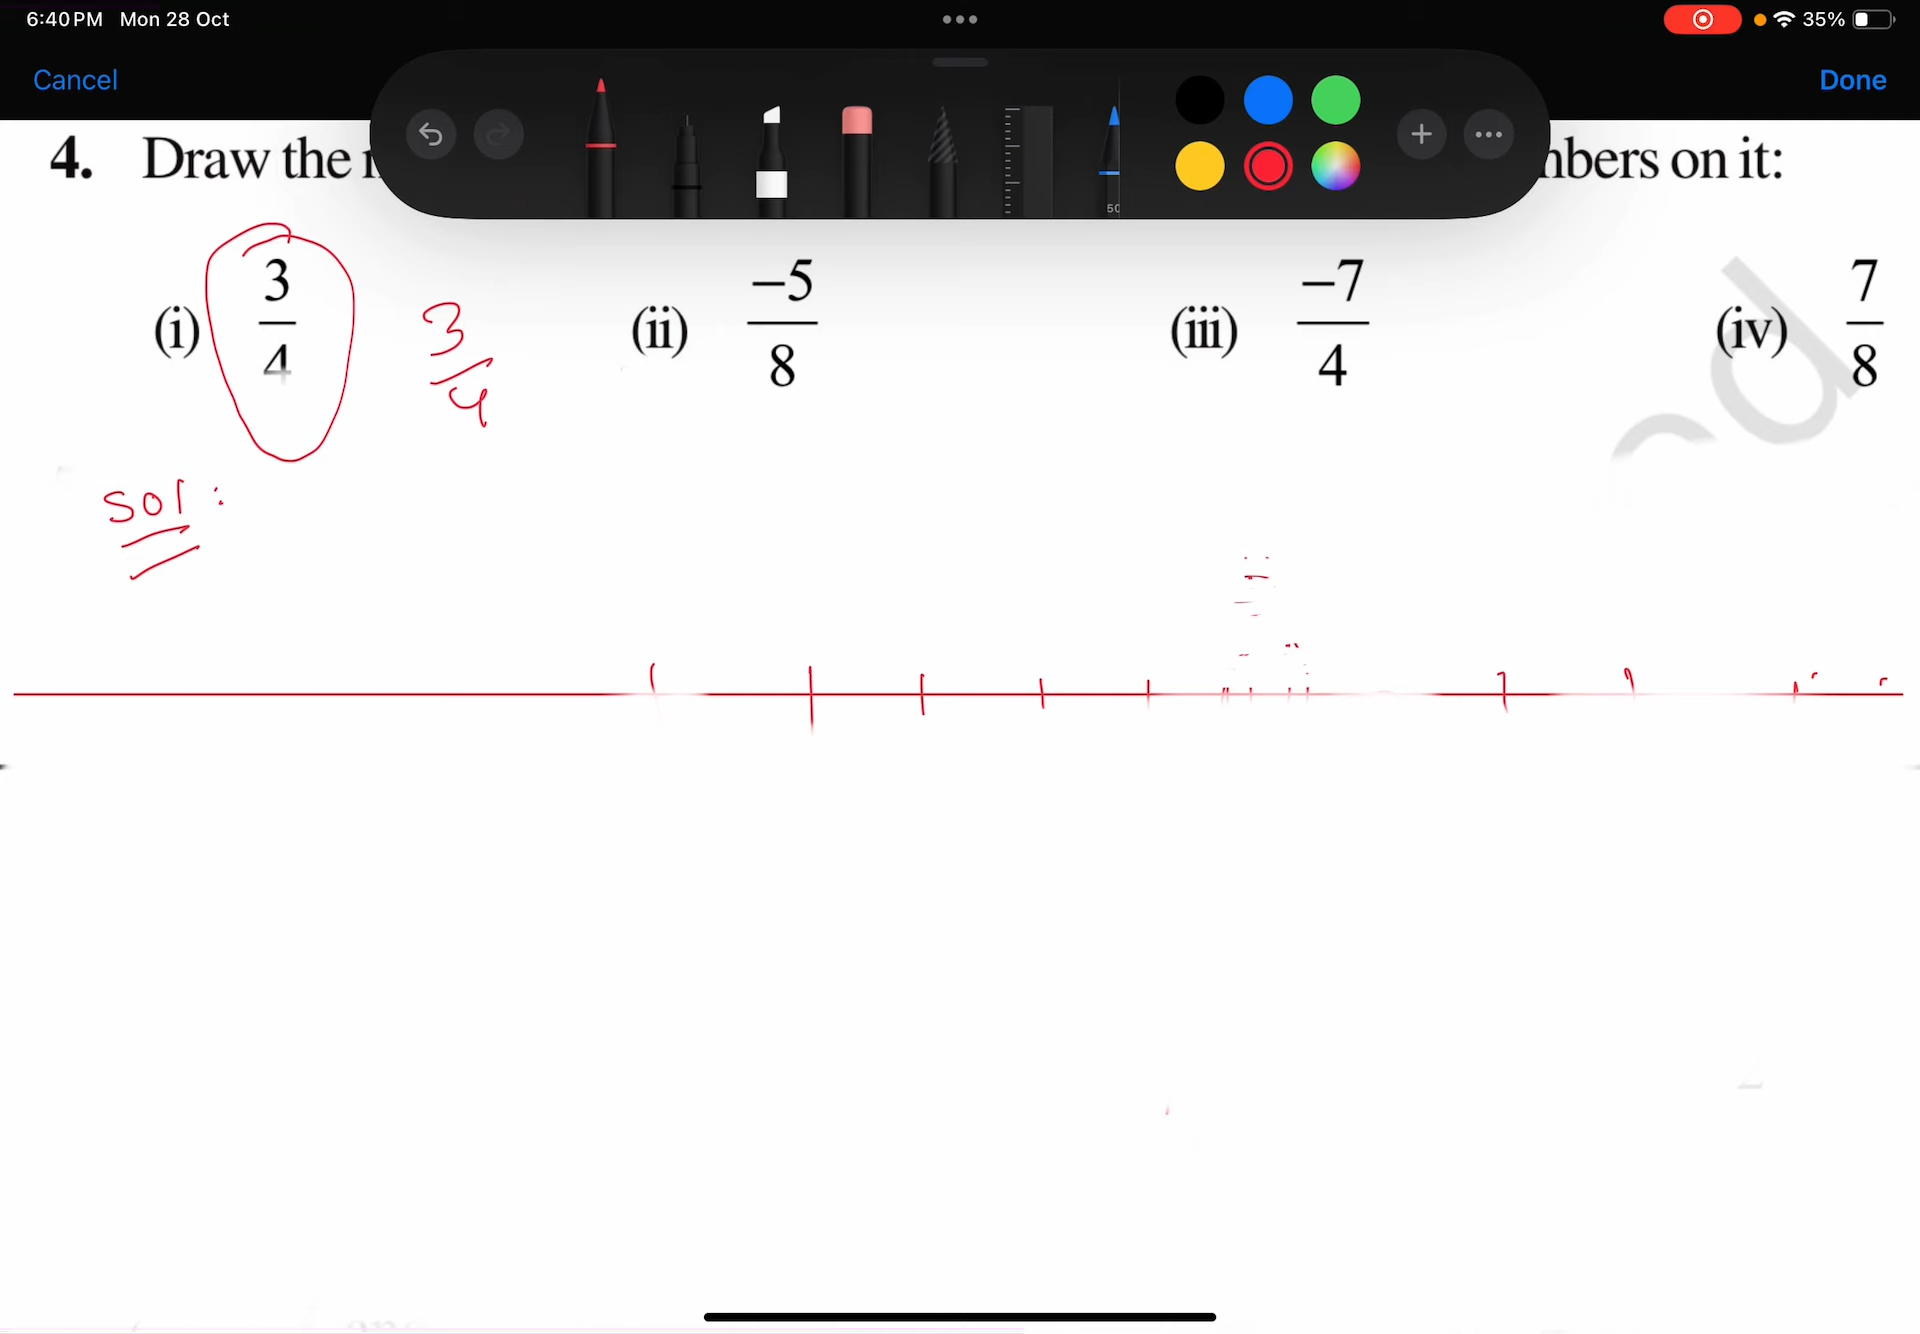 6:40 PM Mon 28 Oct 35%
Cancel Done
4. Draw the bers on it:
50
(i) 3/4 3/4 (ii) -5/8 (iii) -7/4 (iv) 7/8
Sol: